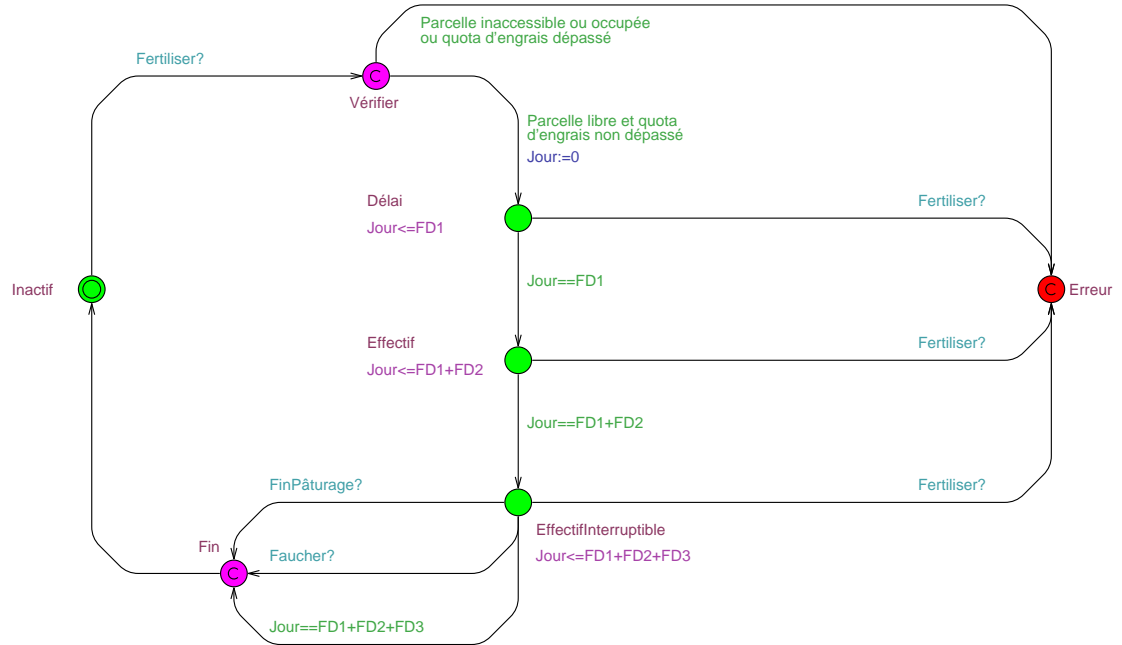 Parcelle inaccessible ou occupée
ou quota d'engrais dépassé
Fertiliser?
C
Vérifier
Parcelle libre et quota
d'engrais non dépassé
Jour:=0
Délai
Jour<=FD1
Fertiliser?
Jour==FD1
Inactif
C
Erreur
Effectif
Jour<=FD1+FD2
Fertiliser?
Jour==FD1+FD2
FinPâturage?
Fertiliser?
EffectifInterruptible
Jour<=FD1+FD2+FD3
Fin
Faucher?
C
Jour==FD1+FD2+FD3